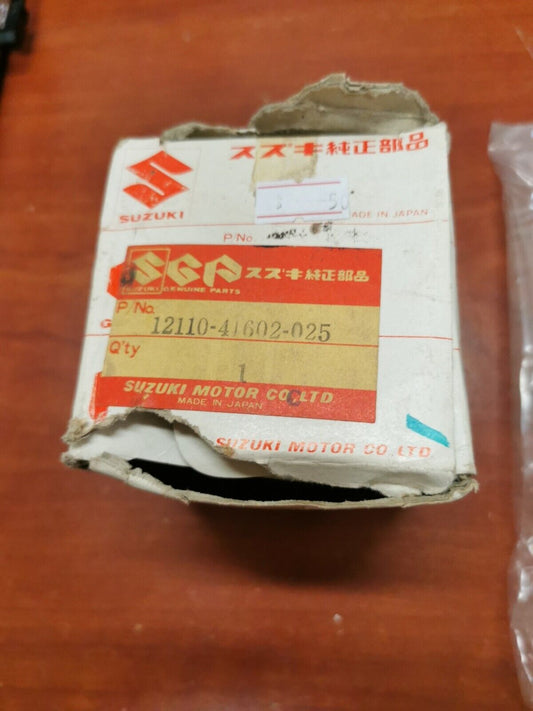 スズキ純正部品
SUZUKI
50
MADE IN JAPAN
P/No.
SGP スズキ純正部品
SUZUKI GENUINE PARTS
P/No.
12110-41602-025
Q'ty
1
SUZUKI MOTOR CO.,LTD.
MADE IN JAPAN
SUZUKI MOTOR CO.,LTD.